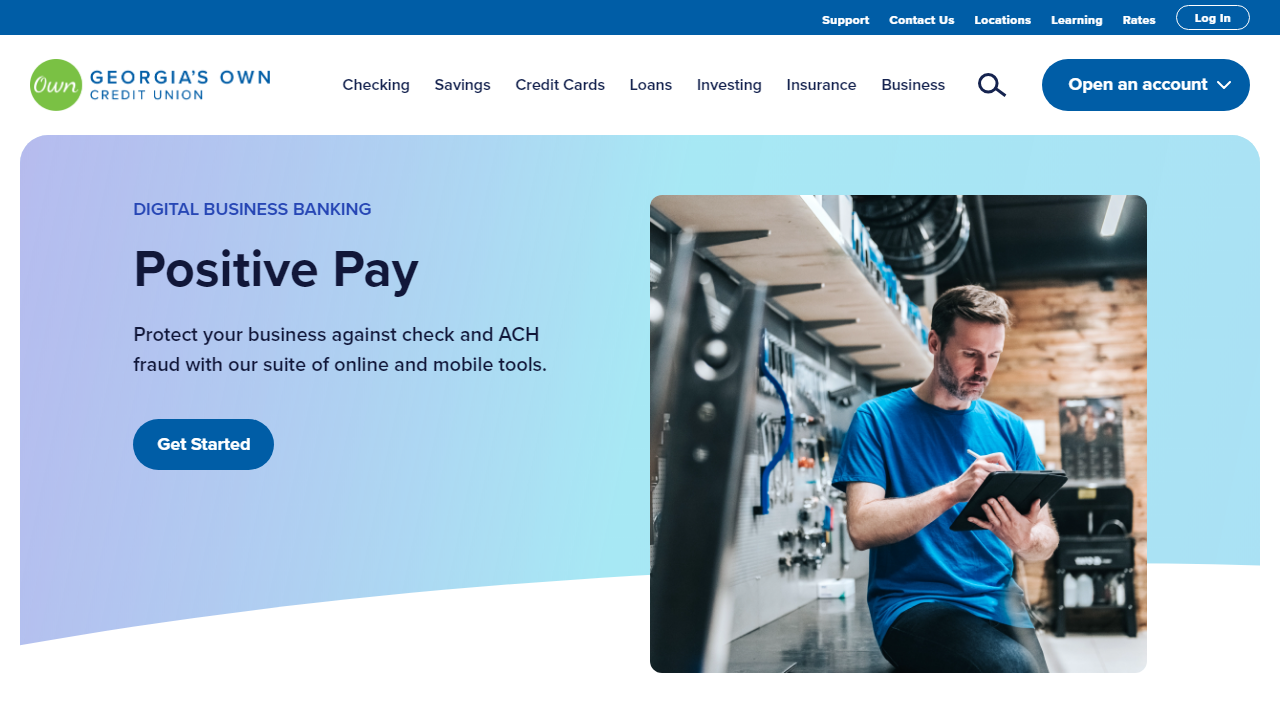 Support Contact Us Locations Learning Rates Log In
Own GEORGIA'S OWN
CREDIT UNION
Checking Savings Credit Cards Loans Investing Insurance Business
Open an account
DIGITAL BUSINESS BANKING
Positive Pay
Protect your business against check and ACH
fraud with our suite of online and mobile tools.
Get Started